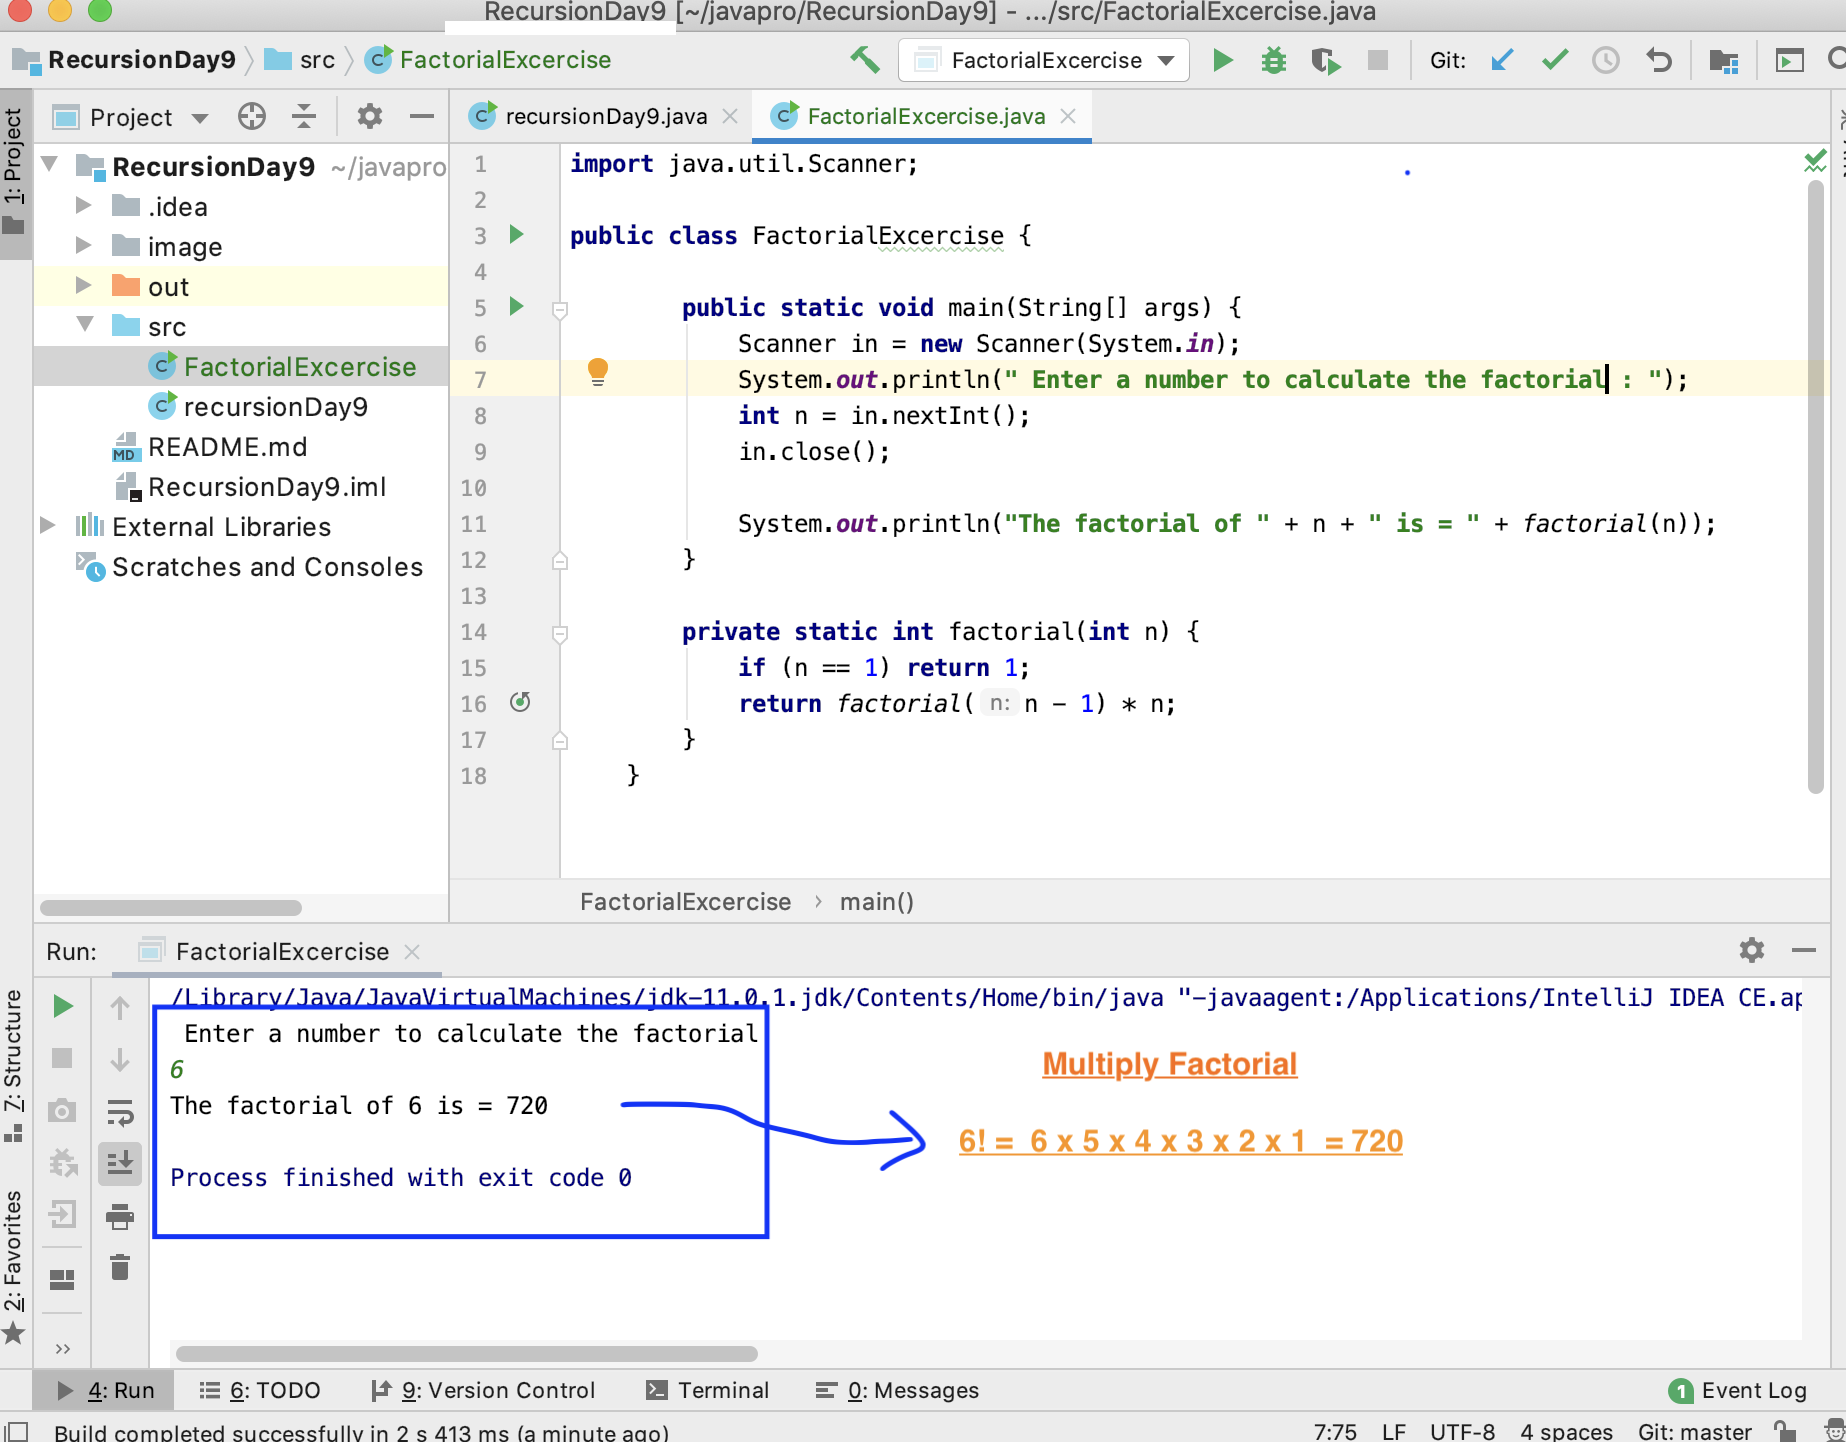 RecursionDay9 [~/javapro/RecursionDay9] - .../src/FactorialExcercise.java
RecursionDay9 src FactorialExcercise
FactorialExcercise Git:
1: Project
Project
recursionDay9.java FactorialExcercise.java
RecursionDay9 ~/javapro
.idea
image
out
src
FactorialExcercise
recursionDay9
README.md
RecursionDay9.iml
External Libraries
Scratches and Consoles
1 import java.util.Scanner;
2
3 public class FactorialExcercise {
4
5 public static void main(String[] args) {
6 Scanner in = new Scanner(System.in);
7 System.out.println(" Enter a number to calculate the factorial : ");
8 int n = in.nextInt();
9 in.close();
10
11 System.out.println("The factorial of " + n + " is = " + factorial(n));
12 }
13
14 private static int factorial(int n) {
15 if (n == 1) return 1;
16 return factorial( n: n - 1) * n;
17 }
18 }
FactorialExcercise › main()
Run: FactorialExcercise
/Library/Java/JavaVirtualMachines/jdk-11.0.1.jdk/Contents/Home/bin/java "-javaagent:/Applications/IntelliJ IDEA CE.ap
Enter a number to calculate the factorial
6
The factorial of 6 is = 720
Process finished with exit code 0
Multiply Factorial
6! = 6 x 5 x 4 x 3 x 2 x 1 = 720
7: Structure
2: Favorites
4: Run 6: TODO 9: Version Control Terminal 0: Messages 1 Event Log
Build completed successfully in 2 s 413 ms (a minute ago) 7:75 LF UTF-8 4 spaces Git: master